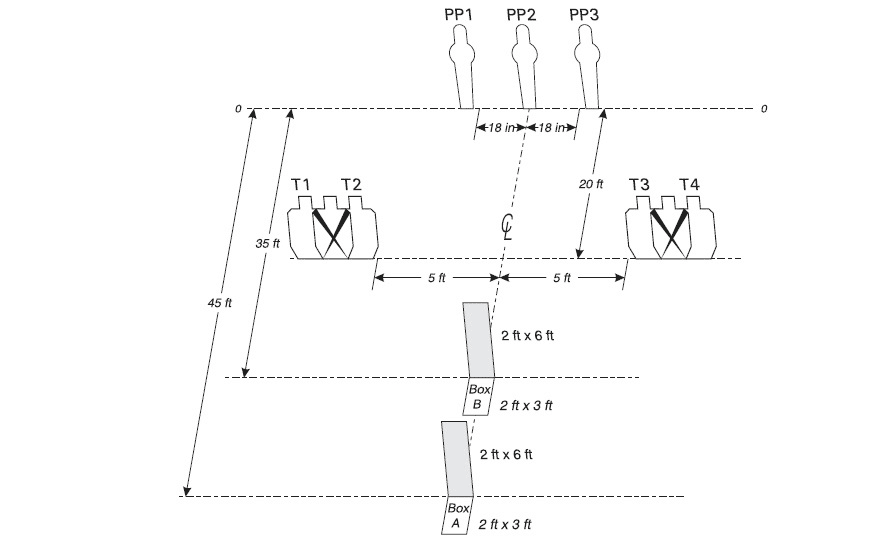 PP1 PP2 PP3
0 0
18 in 18 in
T1 T2 20 ft T3 T4
℄
35 ft
5 ft 5 ft
45 ft
2 ft x 6 ft
Box
B 2 ft x 3 ft
2 ft x 6 ft
Box
A 2 ft x 3 ft